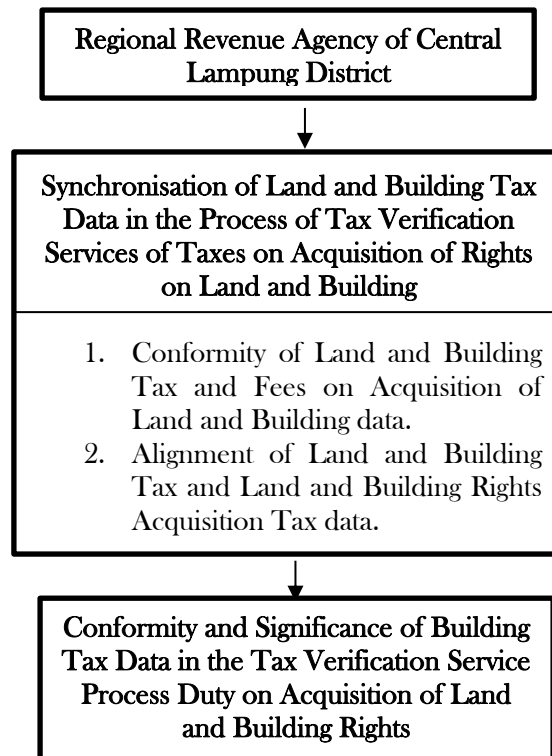 Regional Revenue Agency of Central
Lampung District
Synchronisation of Land and Building Tax
Data in the Process of Tax Verification
Services of Taxes on Acquisition of Rights
on Land and Building
1. Conformity of Land and Building
Tax and Fees on Acquisition of
Land and Building data.
2. Alignment of Land and Building
Tax and Land and Building Rights
Acquisition Tax data.
Conformity and Significance of Building
Tax Data in the Tax Verification Service
Process Duty on Acquisition of Land
and Building Rights